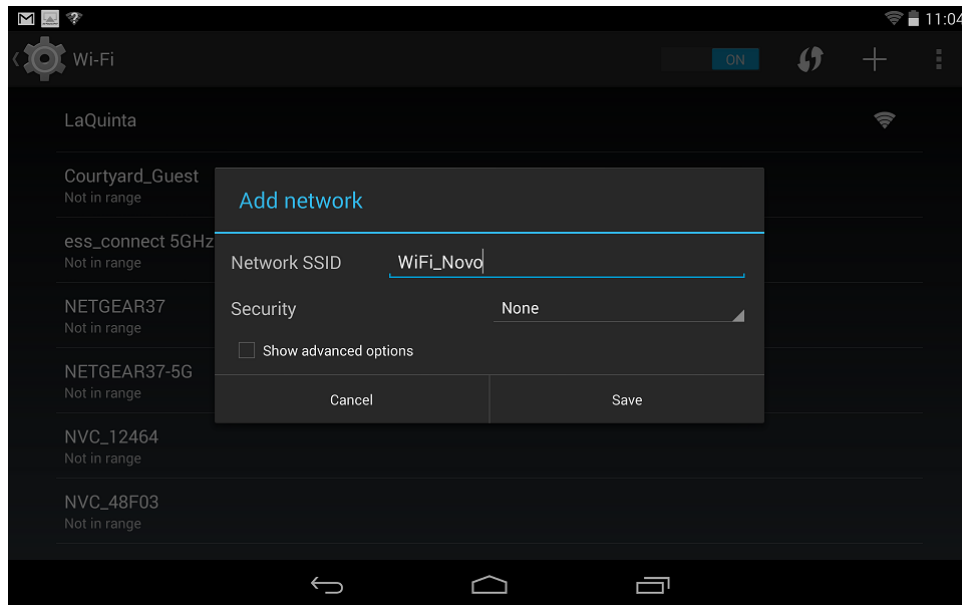 11:04
Wi-Fi
ON
LaQuinta
Courtyard_Guest
Not in range
ess_connect 5GHz
Not in range
NETGEAR37
Not in range
NETGEAR37-5G
Not in range
NVC_12464
Not in range
NVC_48F03
Not in range
Add network
Network SSID WiFi_Novo
Security None
Show advanced options
Cancel Save